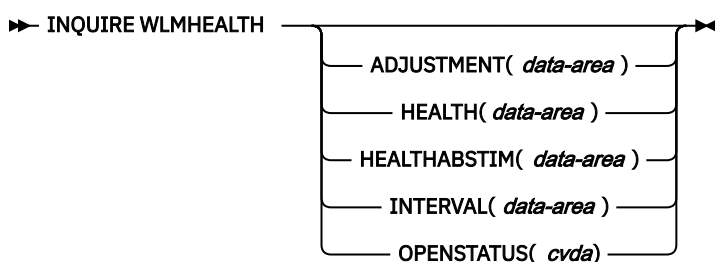 INQUIRE WLMHEALTH
ADJUSTMENT( data-area )
HEALTH( data-area )
HEALTHABSTIM( data-area )
INTERVAL( data-area )
OPENSTATUS( cvda)